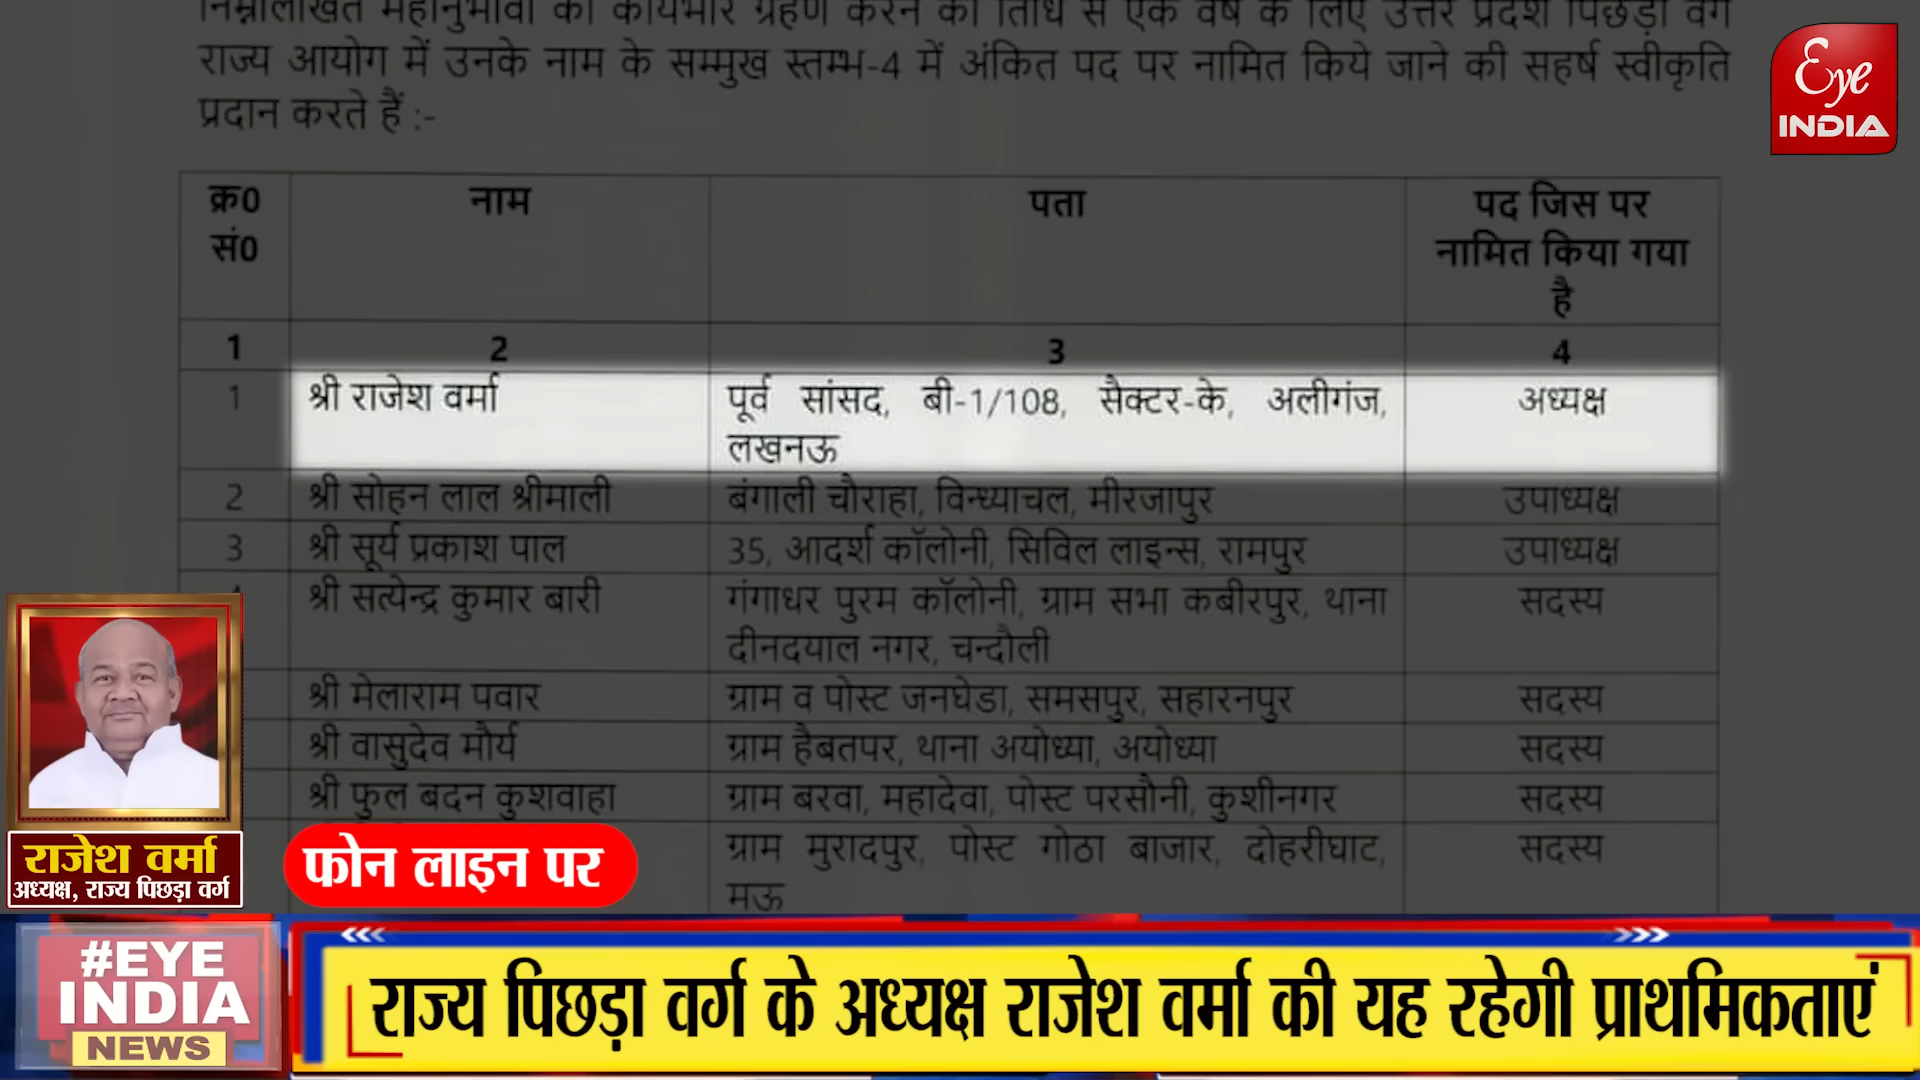 निम्नलिखित महानुभावों को कार्यभार ग्रहण करने की तिथि से एक वर्ष के लिए उत्तर प्रदेश पिछड़ा वर्ग
राज्य आयोग में उनके नाम के सम्मुख स्तम्भ-4 में अंकित पद पर नामित किये जाने की सहर्ष स्वीकृति
प्रदान करते हैं :-
Eye
INDIA
क्र0 नाम पता पद जिस पर
सं0 नामित किया गया
है
1 2 3 4
1 श्री राजेश वर्मा पूर्व सांसद, बी-1/108, सैक्टर-के, अलीगंज, अध्यक्ष
लखनऊ
2 श्री सोहन लाल श्रीमाली बंगाली चौराहा, विन्ध्याचल, मीरजापुर उपाध्यक्ष
3 श्री सूर्य प्रकाश पाल 35, आदर्श कॉलोनी, सिविल लाइन्स, रामपुर उपाध्यक्ष
श्री सत्येन्द्र कुमार बारी गंगाधर पुरम कॉलोनी, ग्राम सभा कबीरपुर, थाना सदस्य
दीनदयाल नगर, चन्दौली
श्री मेलाराम पवार ग्राम व पोस्ट जनघेडा, समसपुर, सहारनपुर सदस्य
श्री वासुदेव मौर्य ग्राम हैबतपर, थाना अयोध्या, अयोध्या सदस्य
श्री फुल बदन कुशवाहा ग्राम बरवा, महादेवा, पोस्ट परसौनी, कुशीनगर सदस्य
ग्राम मुरादपुर, पोस्ट गोठा बाजार, दोहरीघाट, सदस्य
मऊ
राजेश वर्मा
अध्यक्ष, राज्य पिछड़ा वर्ग
फोन लाइन पर
#EYE
INDIA
NEWS
राज्य पिछड़ा वर्ग के अध्यक्ष राजेश वर्मा की यह रहेगी प्राथमिकताएं